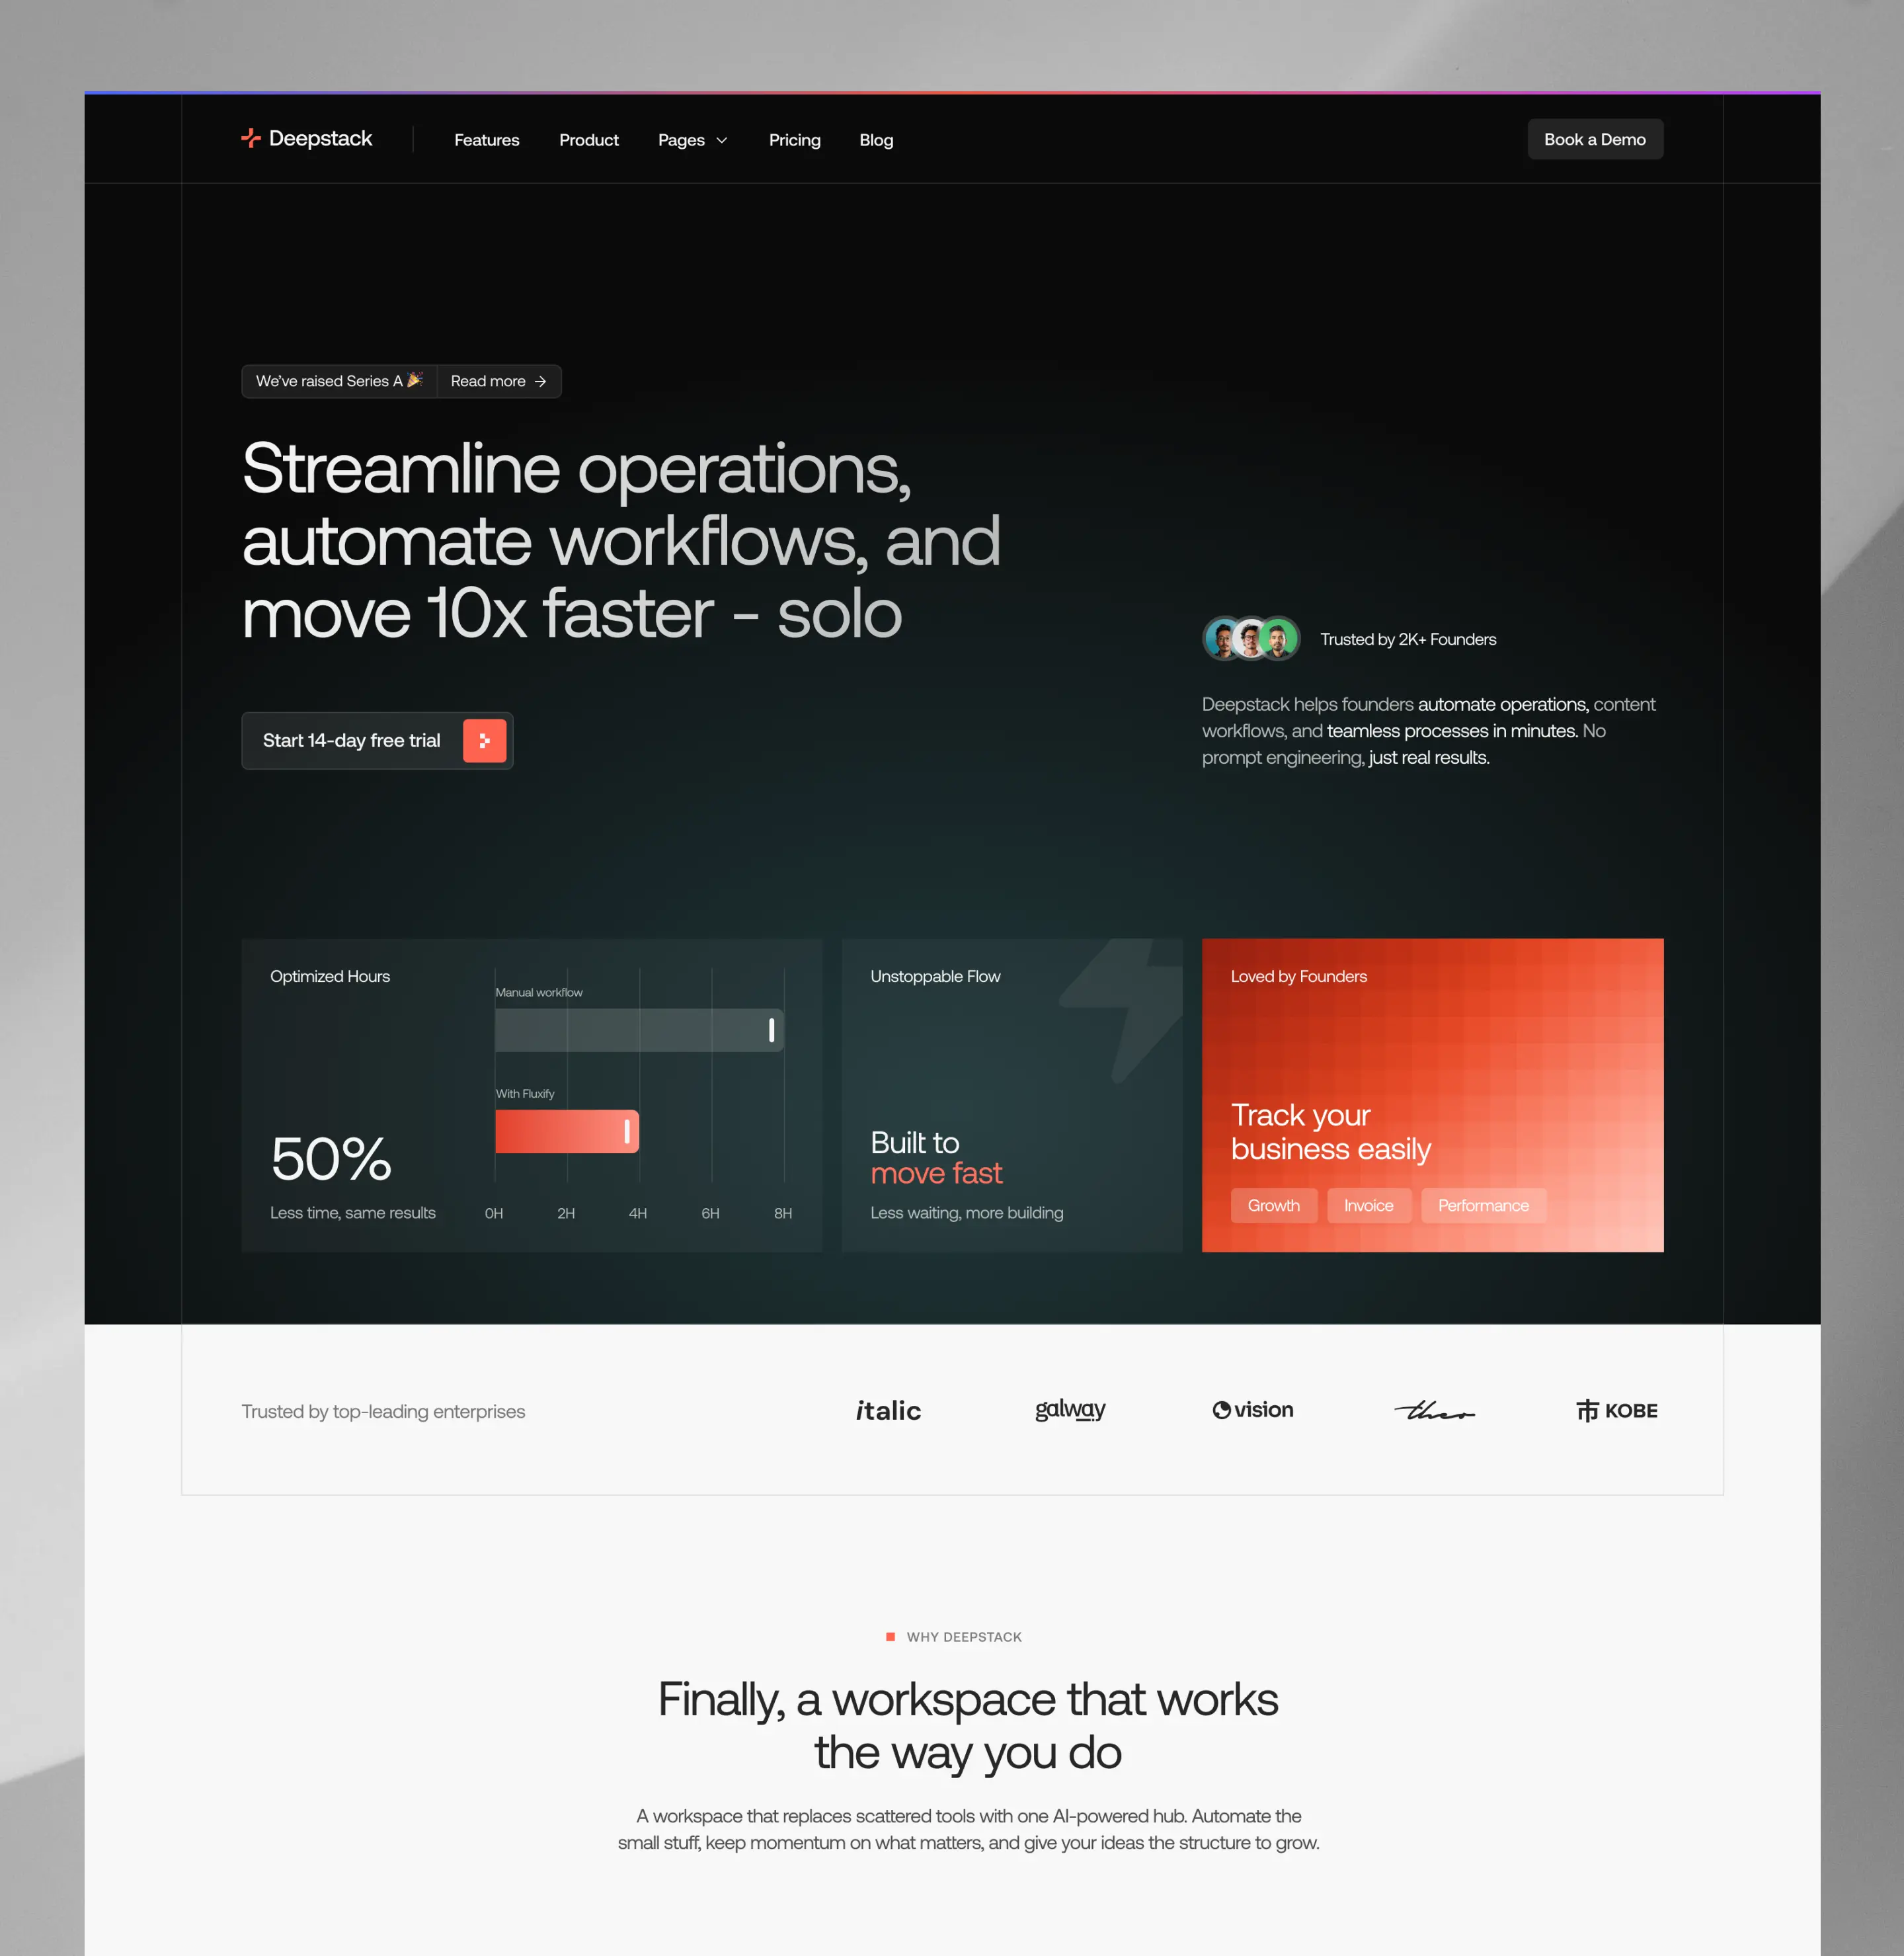 Deepstack
Features
Product
Pages
Pricing
Blog
Book a Demo
We've raised Series A 🎉
Read more →
Streamline operations,
automate workflows, and
move 10x faster - solo
Start 14-day free trial
Trusted by 2K+ Founders
Deepstack helps founders automate operations, content
workflows, and teamless processes in minutes. No
prompt engineering, just real results.
Optimized Hours
Manual workflow
With Fluxify
50%
Less time, same results
0H
2H
4H
6H
8H
Unstoppable Flow
Built to
move fast
Less waiting, more building
Loved by Founders
Track your
business easily
Growth
Invoice
Performance
Trusted by top-leading enterprises
italic
galway
vision
theo
市 KOBE
WHY DEEPSTACK
Finally, a workspace that works
the way you do
A workspace that replaces scattered tools with one AI-powered hub. Automate the
small stuff, keep momentum on what matters, and give your ideas the structure to grow.